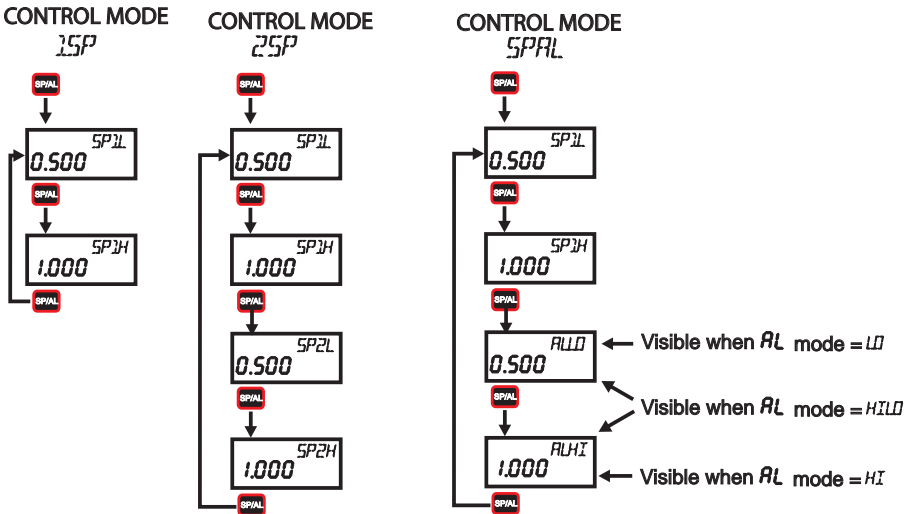 CONTROL MODE
1SP
SP/AL
SP1L
0.500
SP/AL
SP1H
1.000
SP/AL
CONTROL MODE
2SP
SP/AL
SP1L
0.500
SP/AL
SP1H
1.000
SP/AL
SP2L
0.500
SP/AL
SP2H
1.000
SP/AL
CONTROL MODE
SPAL
SP/AL
SP1L
0.500
SP/AL
SP1H
1.000
SP/AL
ALLO
0.500
SP/AL
ALHI
1.000
SP/AL
Visible when AL mode = LO
Visible when AL mode = HILO
Visible when AL mode = HI